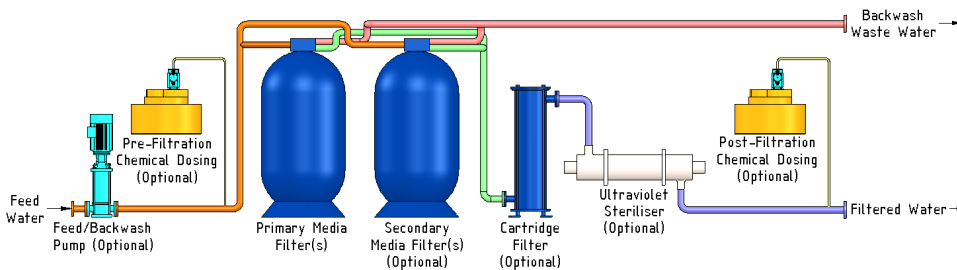 Backwash
Waste Water
Pre-Filtration
Chemical Dosing
(Optional)
Post-Filtration
Chemical Dosing
(Optional)
Feed
Water
Feed/Backwash
Pump (Optional)
Primary Media
Filter(s)
Secondary
Media Filter(s)
(Optional)
Cartridge
Filter
(Optional)
Ultraviolet
Steriliser
(Optional)
Filtered Water